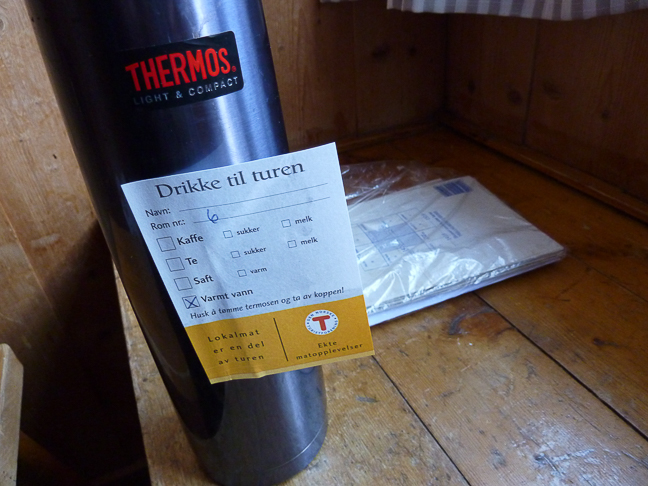 THERMOS.
LIGHT & COMPACT
Drikke til turen
Navn:
Rom nr.: 6
Kaffe sukker melk
Te sukker melk
Saft varm
Varmt vann
Husk å tømme termosen og ta av koppen!
Lokalmat
er en del
av turen
T
Ekte
matopplevelser